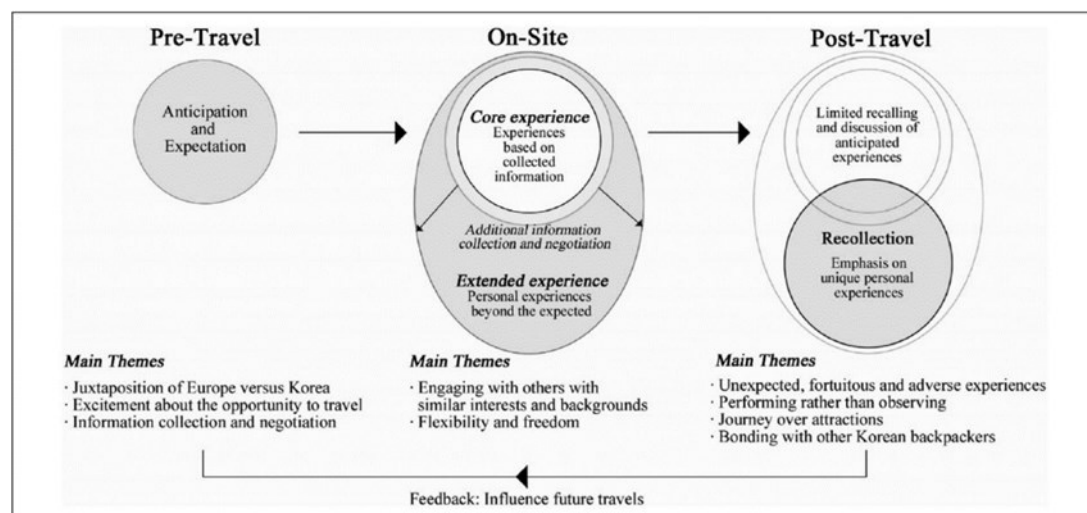 Pre-Travel
Anticipation
and
Expectation
Main Themes
· Juxtaposition of Europe versus Korea
· Excitement about the opportunity to travel
· Information collection and negotiation
On-Site
Core experience
Experiences
based on
collected
information
Additional information
collection and negotiation
Extended experience
Personal experiences
beyond the expected
Main Themes
· Engaging with others with
similar interests and backgrounds
· Flexibility and freedom
Post-Travel
Limited recalling
and discussion of
anticipated
experiences
Recollection
Emphasis on
unique personal
experiences
Main Themes
· Unexpected, fortuitous and adverse experiences
· Performing rather than observing
· Journey over attractions
· Bonding with other Korean backpackers
Feedback: Influence future travels